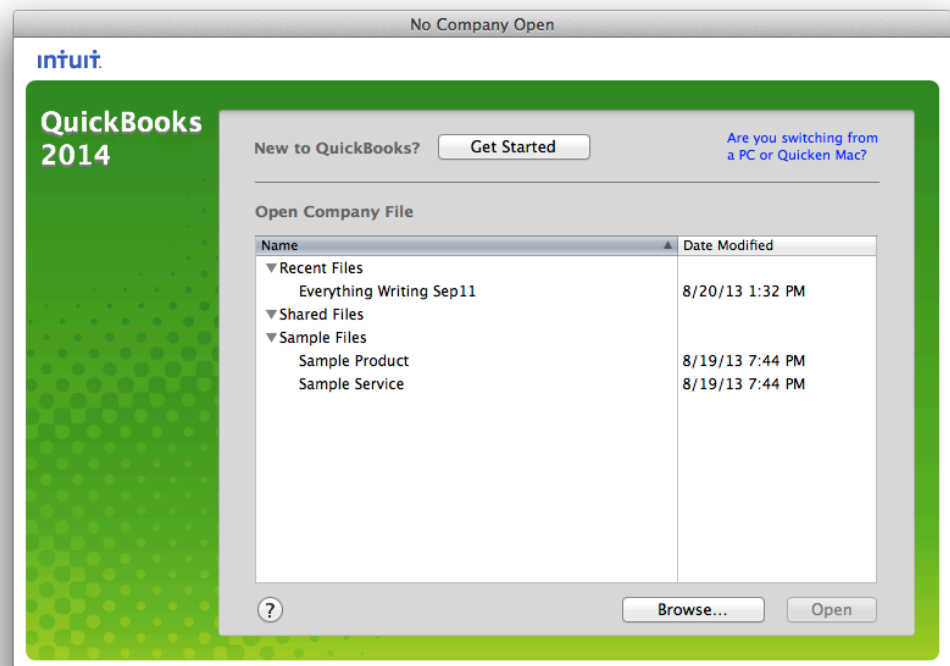 No Company Open
intuit.
QuickBooks
2014
New to QuickBooks?
Get Started
Are you switching from
a PC or Quicken Mac?
Open Company File
Name
Date Modified
Recent Files
Everything Writing Sep11
8/20/13 1:32 PM
Shared Files
Sample Files
Sample Product
8/19/13 7:44 PM
Sample Service
8/19/13 7:44 PM
?
Browse...
Open